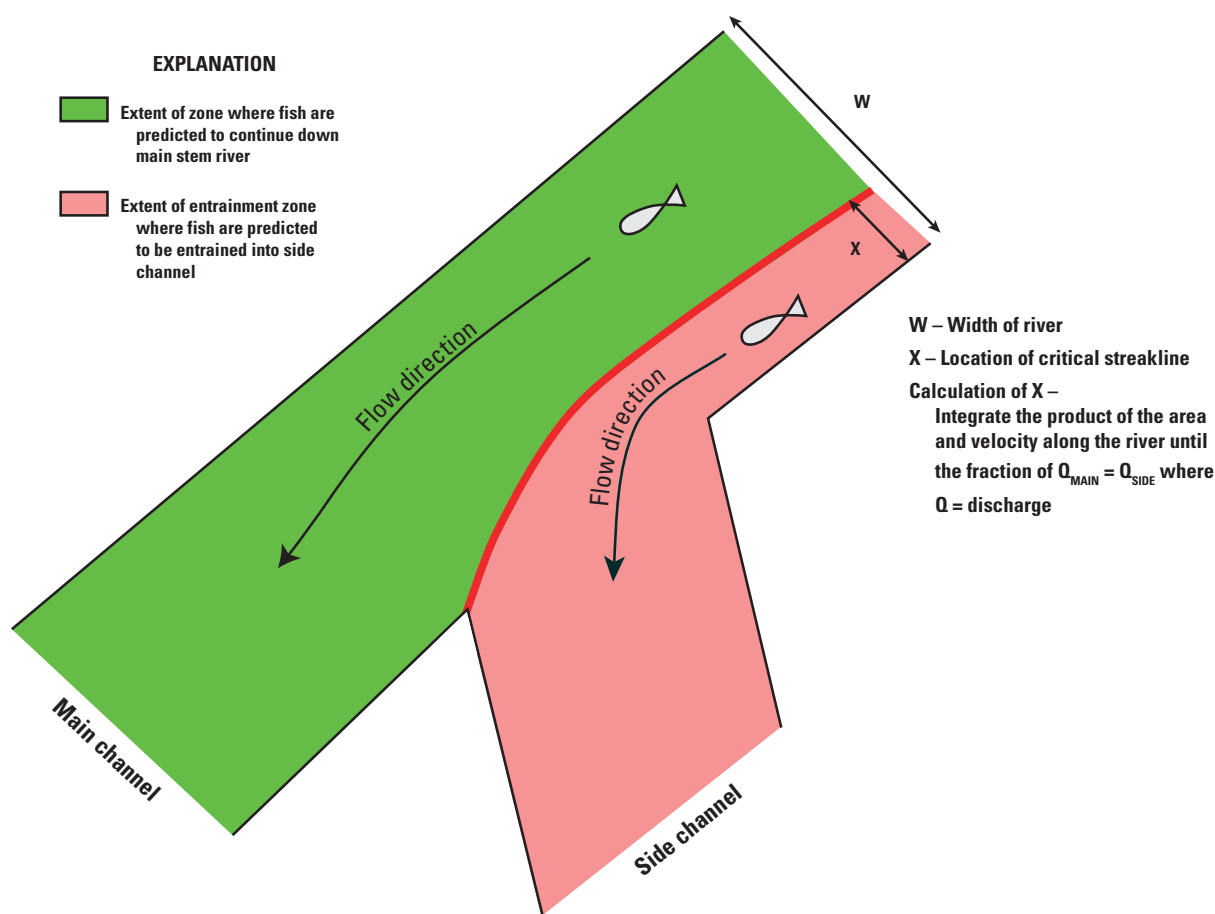 EXPLANATION
Extent of zone where fish are
predicted to continue down
main stem river
Extent of entrainment zone
where fish are predicted
to be entrained into side
channel
W
X
Flow direction
Flow direction
W – Width of river
X – Location of critical streakline
Calculation of X –
Integrate the product of the area
and velocity along the river until
the fraction of Q_MAIN = Q_SIDE where
Q = discharge
Main channel
Side channel